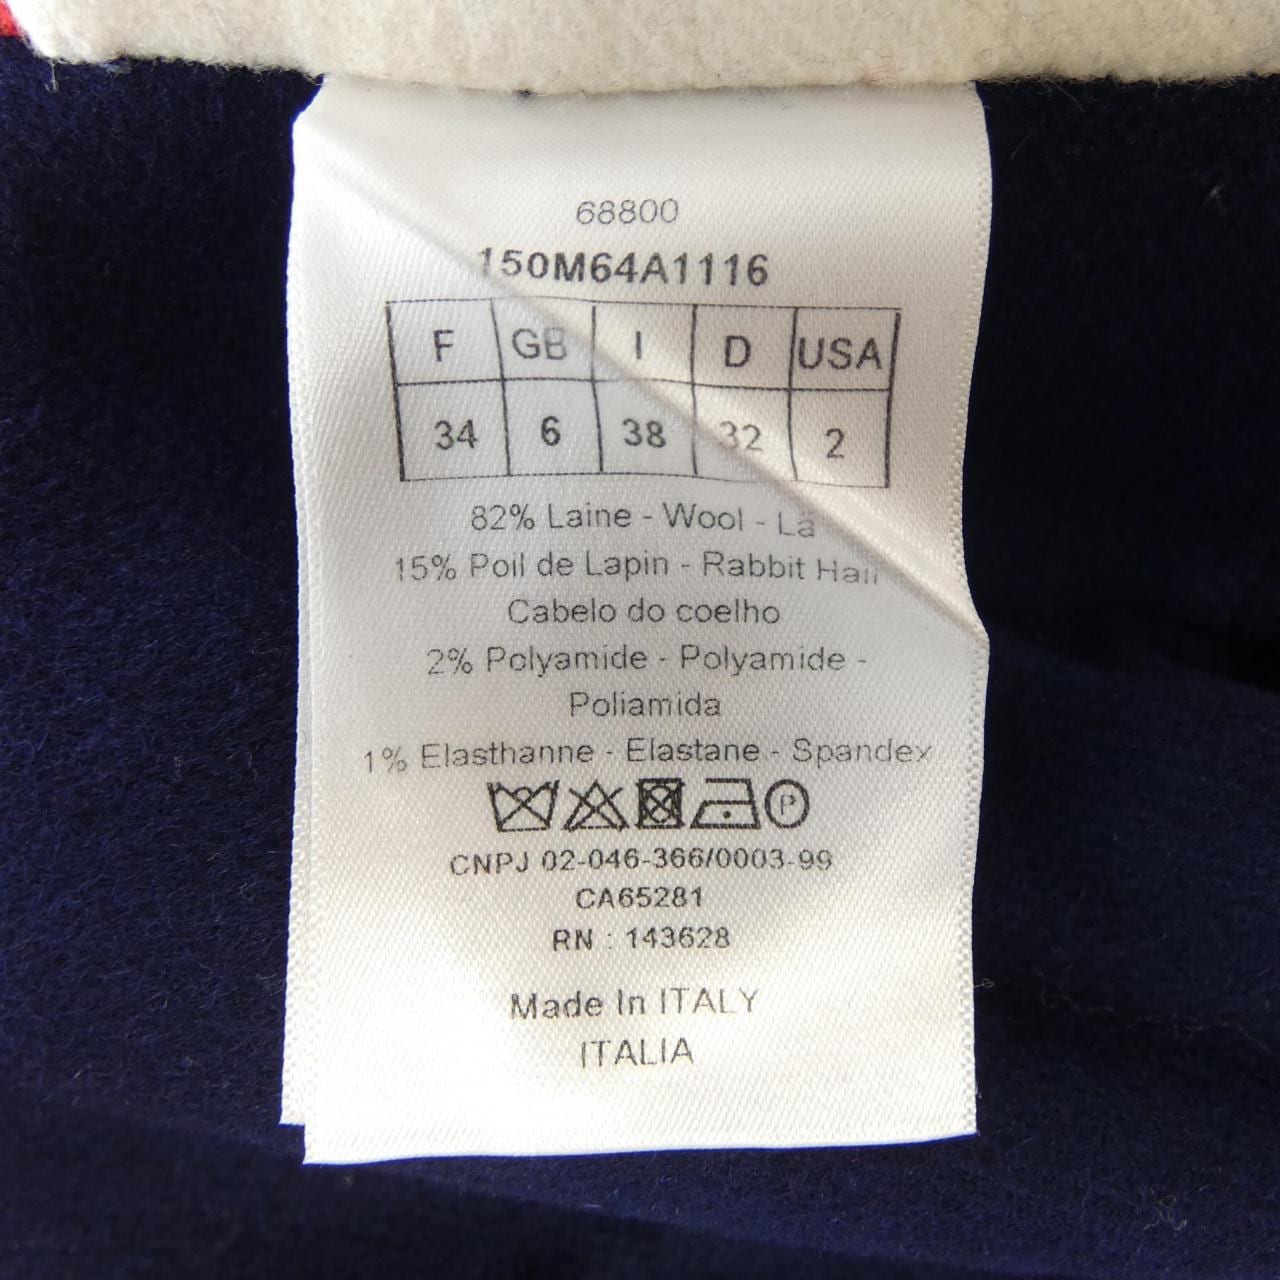 68800
150M64A1116
F GB I D USA
34 6 38 32 2
82% Laine - Wool - Lã
15% Poil de Lapin - Rabbit Hair
Cabelo do coelho
2% Polyamide - Polyamide -
Poliamida
1% Elasthanne - Elastane - Spandex
P
CNPJ 02-046-366/0003-99
CA65281
RN : 143628
Made In ITALY
ITALIA